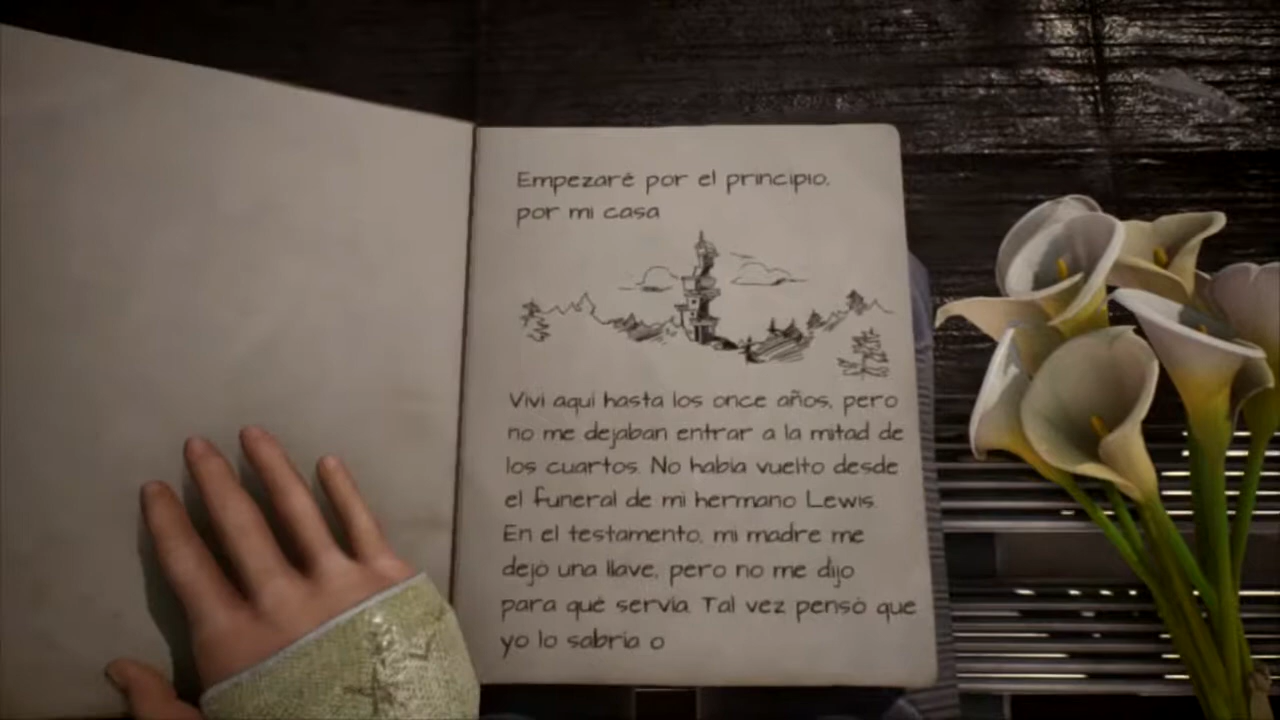 Empezaré por el principio,
por mi casa
Viví aquí hasta los once años, pero
no me dejaban entrar a la mitad de
los cuartos. No había vuelto desde
el funeral de mi hermano Lewis.
En el testamento, mi madre me
dejó una llave, pero no me dijo
para qué servía. Tal vez pensó que
yo lo sabría o